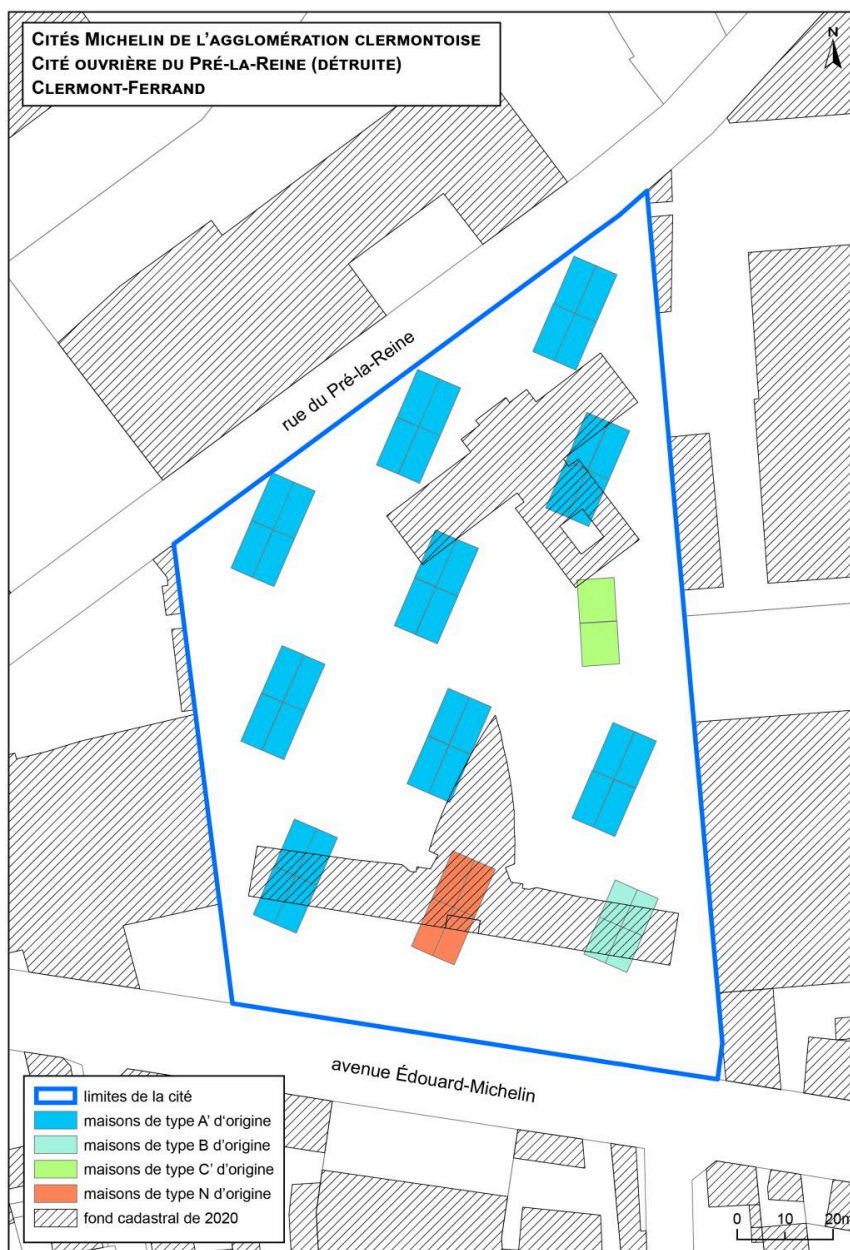 CITÉS MICHELIN DE L'AGGLOMÉRATION CLERMONTOISE
CITÉ OUVRIÈRE DU PRÉ-LA-REINE (DÉTRUITE)
CLERMONT-FERRAND
N
rue du Pré-la-Reine
avenue Édouard-Michelin
limites de la cité
maisons de type A' d'origine
maisons de type B d'origine
maisons de type C' d'origine
maisons de type N d'origine
fond cadastral de 2020
0 10 20m